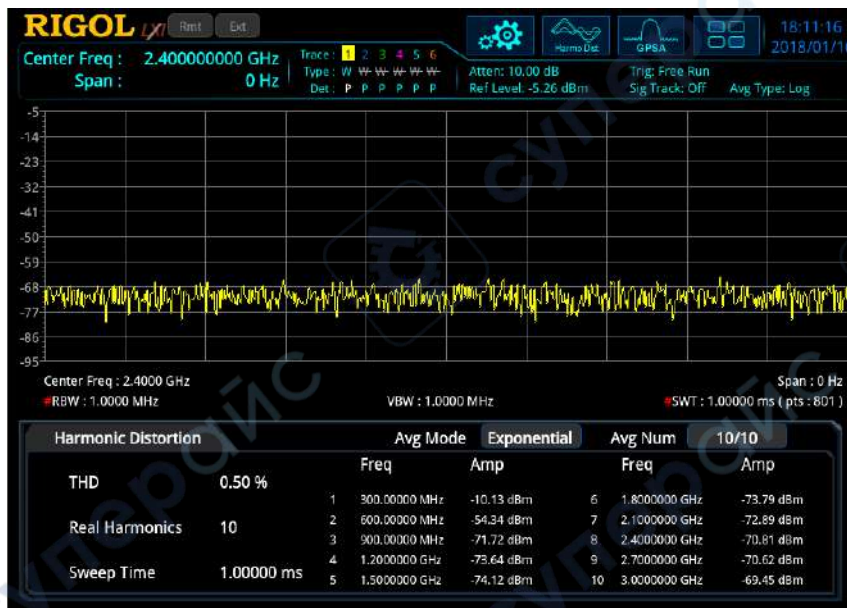 RIGOL LXI Rmt Ext
Harmo Dist GPSA 18:11:16
2018/01/1
Center Freq : 2.400000000 GHz
Span : 0 Hz
Trace : 1 2 3 4 5 6
Type : W W W W W W
Det : P P P P P P
Atten: 10.00 dB Trig: Free Run
Ref Level: -5.26 dBm Sig Track: Off Avg Type: Log
-5
-14
-23
-32
-41
-50
-59
-68
-77
-86
-95
Center Freq : 2.4000 GHz Span : 0 Hz
#RBW : 1.0000 MHz VBW : 1.0000 MHz #SWT : 1.00000 ms ( pts : 801 )
Harmonic Distortion Avg Mode Exponential Avg Num 10/10
Freq Amp Freq Amp
THD 0.50 %
1 300.00000 MHz -10.13 dBm 6 1.8000000 GHz -73.79 dBm
2 600.00000 MHz -54.34 dBm 7 2.1000000 GHz -72.89 dBm
Real Harmonics 10
3 900.00000 MHz -71.72 dBm 8 2.4000000 GHz -70.81 dBm
4 1.2000000 GHz -73.64 dBm 9 2.7000000 GHz -70.62 dBm
Sweep Time 1.00000 ms
5 1.5000000 GHz -74.12 dBm 10 3.0000000 GHz -69.45 dBm
суперайс